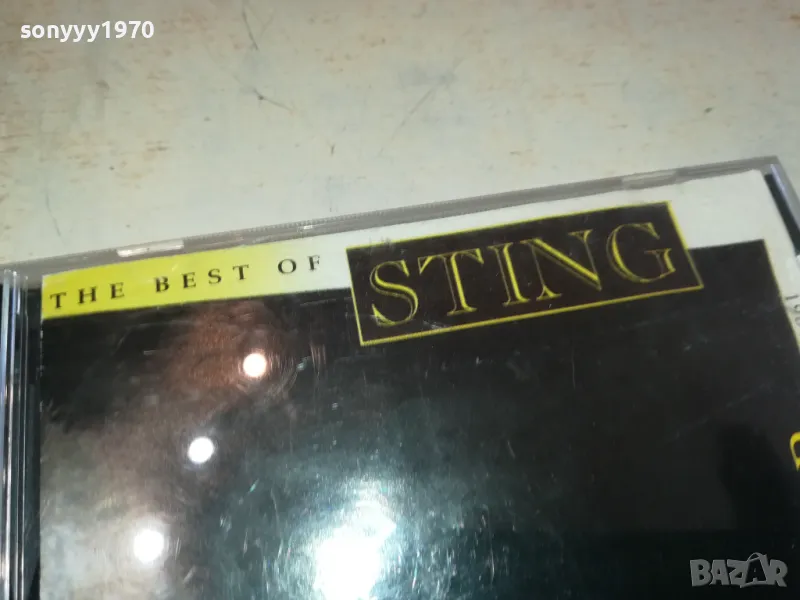 sonyyy1970
THE BEST OF STING
BAZAR